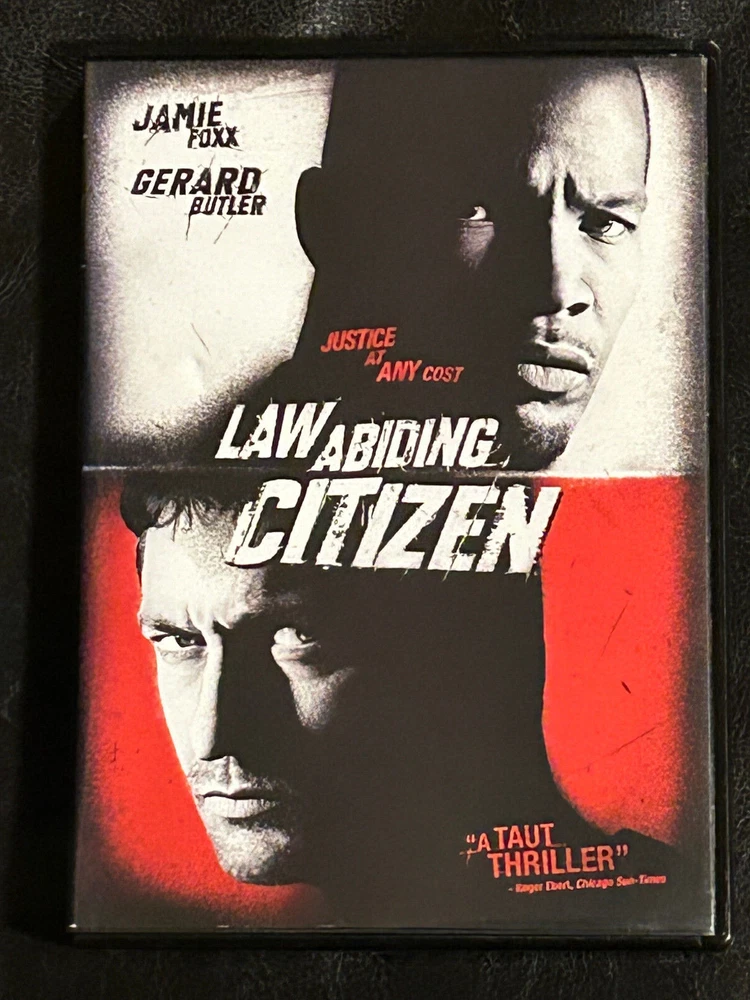 JAMIE
FOXX
GERARD
BUTLER
JUSTICE
AT
ANY COST
LAW ABIDING
CITIZEN
"A TAUT
THRILLER"
- Roger Ebert, Chicago Sun-Times